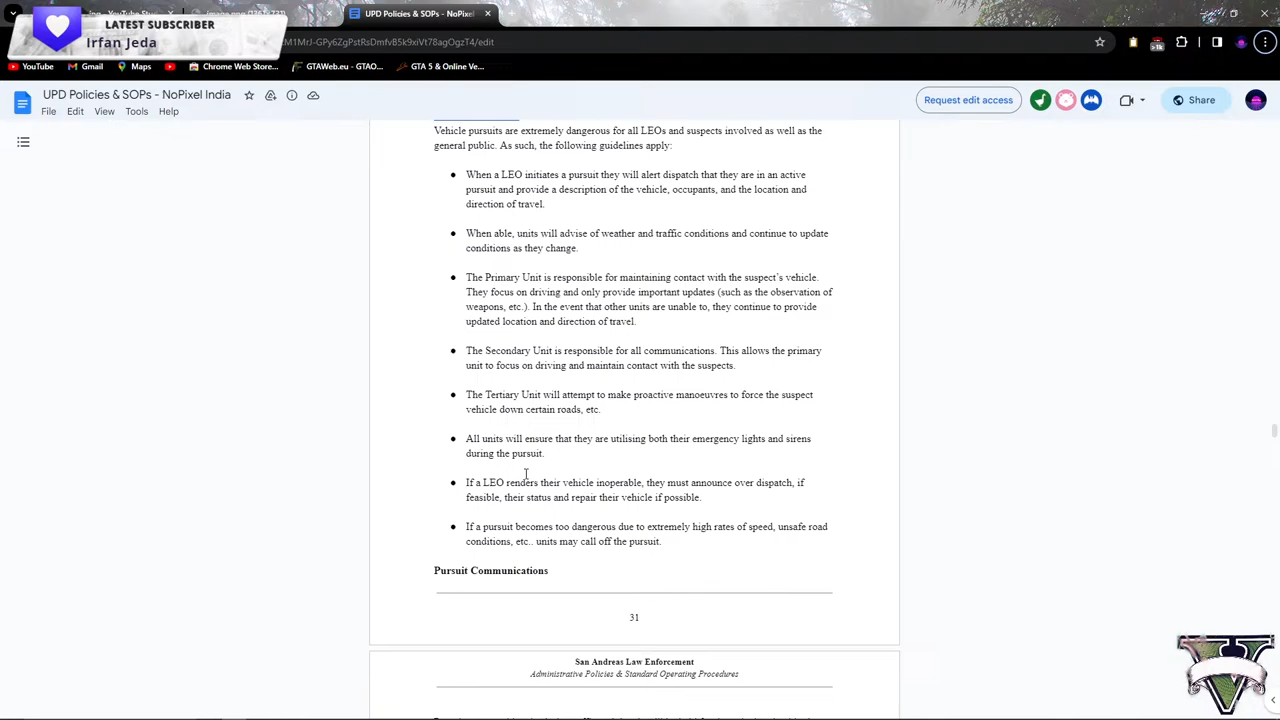 LATEST SUBSCRIBER
Irfan Jeda
UPD Policies & SOPs - NoPixel
M1MrJ-GPy6ZgPstRsDmfvB5k9xiVt78agOgzT4/edit
YouTube Gmail Maps Chrome Web Store... GTAWeb.eu - GTAO... GTA 5 & Online Ve...
UPD Policies & SOPs - NoPixel India
File Edit View Tools Help
Request edit access
Share
Vehicle pursuits are extremely dangerous for all LEOs and suspects involved as well as the
general public. As such, the following guidelines apply:
● When a LEO initiates a pursuit they will alert dispatch that they are in an active
pursuit and provide a description of the vehicle, occupants, and the location and
direction of travel.
● When able, units will advise of weather and traffic conditions and continue to update
conditions as they change.
● The Primary Unit is responsible for maintaining contact with the suspect's vehicle.
They focus on driving and only provide important updates (such as the observation of
weapons, etc.). In the event that other units are unable to, they continue to provide
updated location and direction of travel.
● The Secondary Unit is responsible for all communications. This allows the primary
unit to focus on driving and maintain contact with the suspects.
● The Tertiary Unit will attempt to make proactive manoeuvres to force the suspect
vehicle down certain roads, etc.
● All units will ensure that they are utilising both their emergency lights and sirens
during the pursuit.
● If a LEO renders their vehicle inoperable, they must announce over dispatch, if
feasible, their status and repair their vehicle if possible.
● If a pursuit becomes too dangerous due to extremely high rates of speed, unsafe road
conditions, etc.. units may call off the pursuit.
Pursuit Communications
31
San Andreas Law Enforcement
Administrative Policies & Standard Operating Procedures